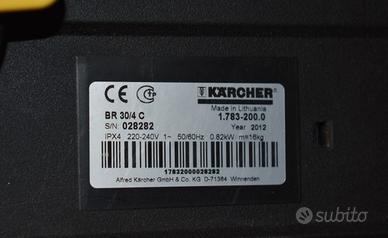 KÄRCHER
Made in Lithuania
BR 30/4 C
1.783-200.0
S/N: 028282
Year 2012
IPX4 220-240V 1~ 50/60Hz 0.82kW m=16kg
17832000028282
Alfred Kärcher GmbH & Co. KG D-71364 Winnenden
subito